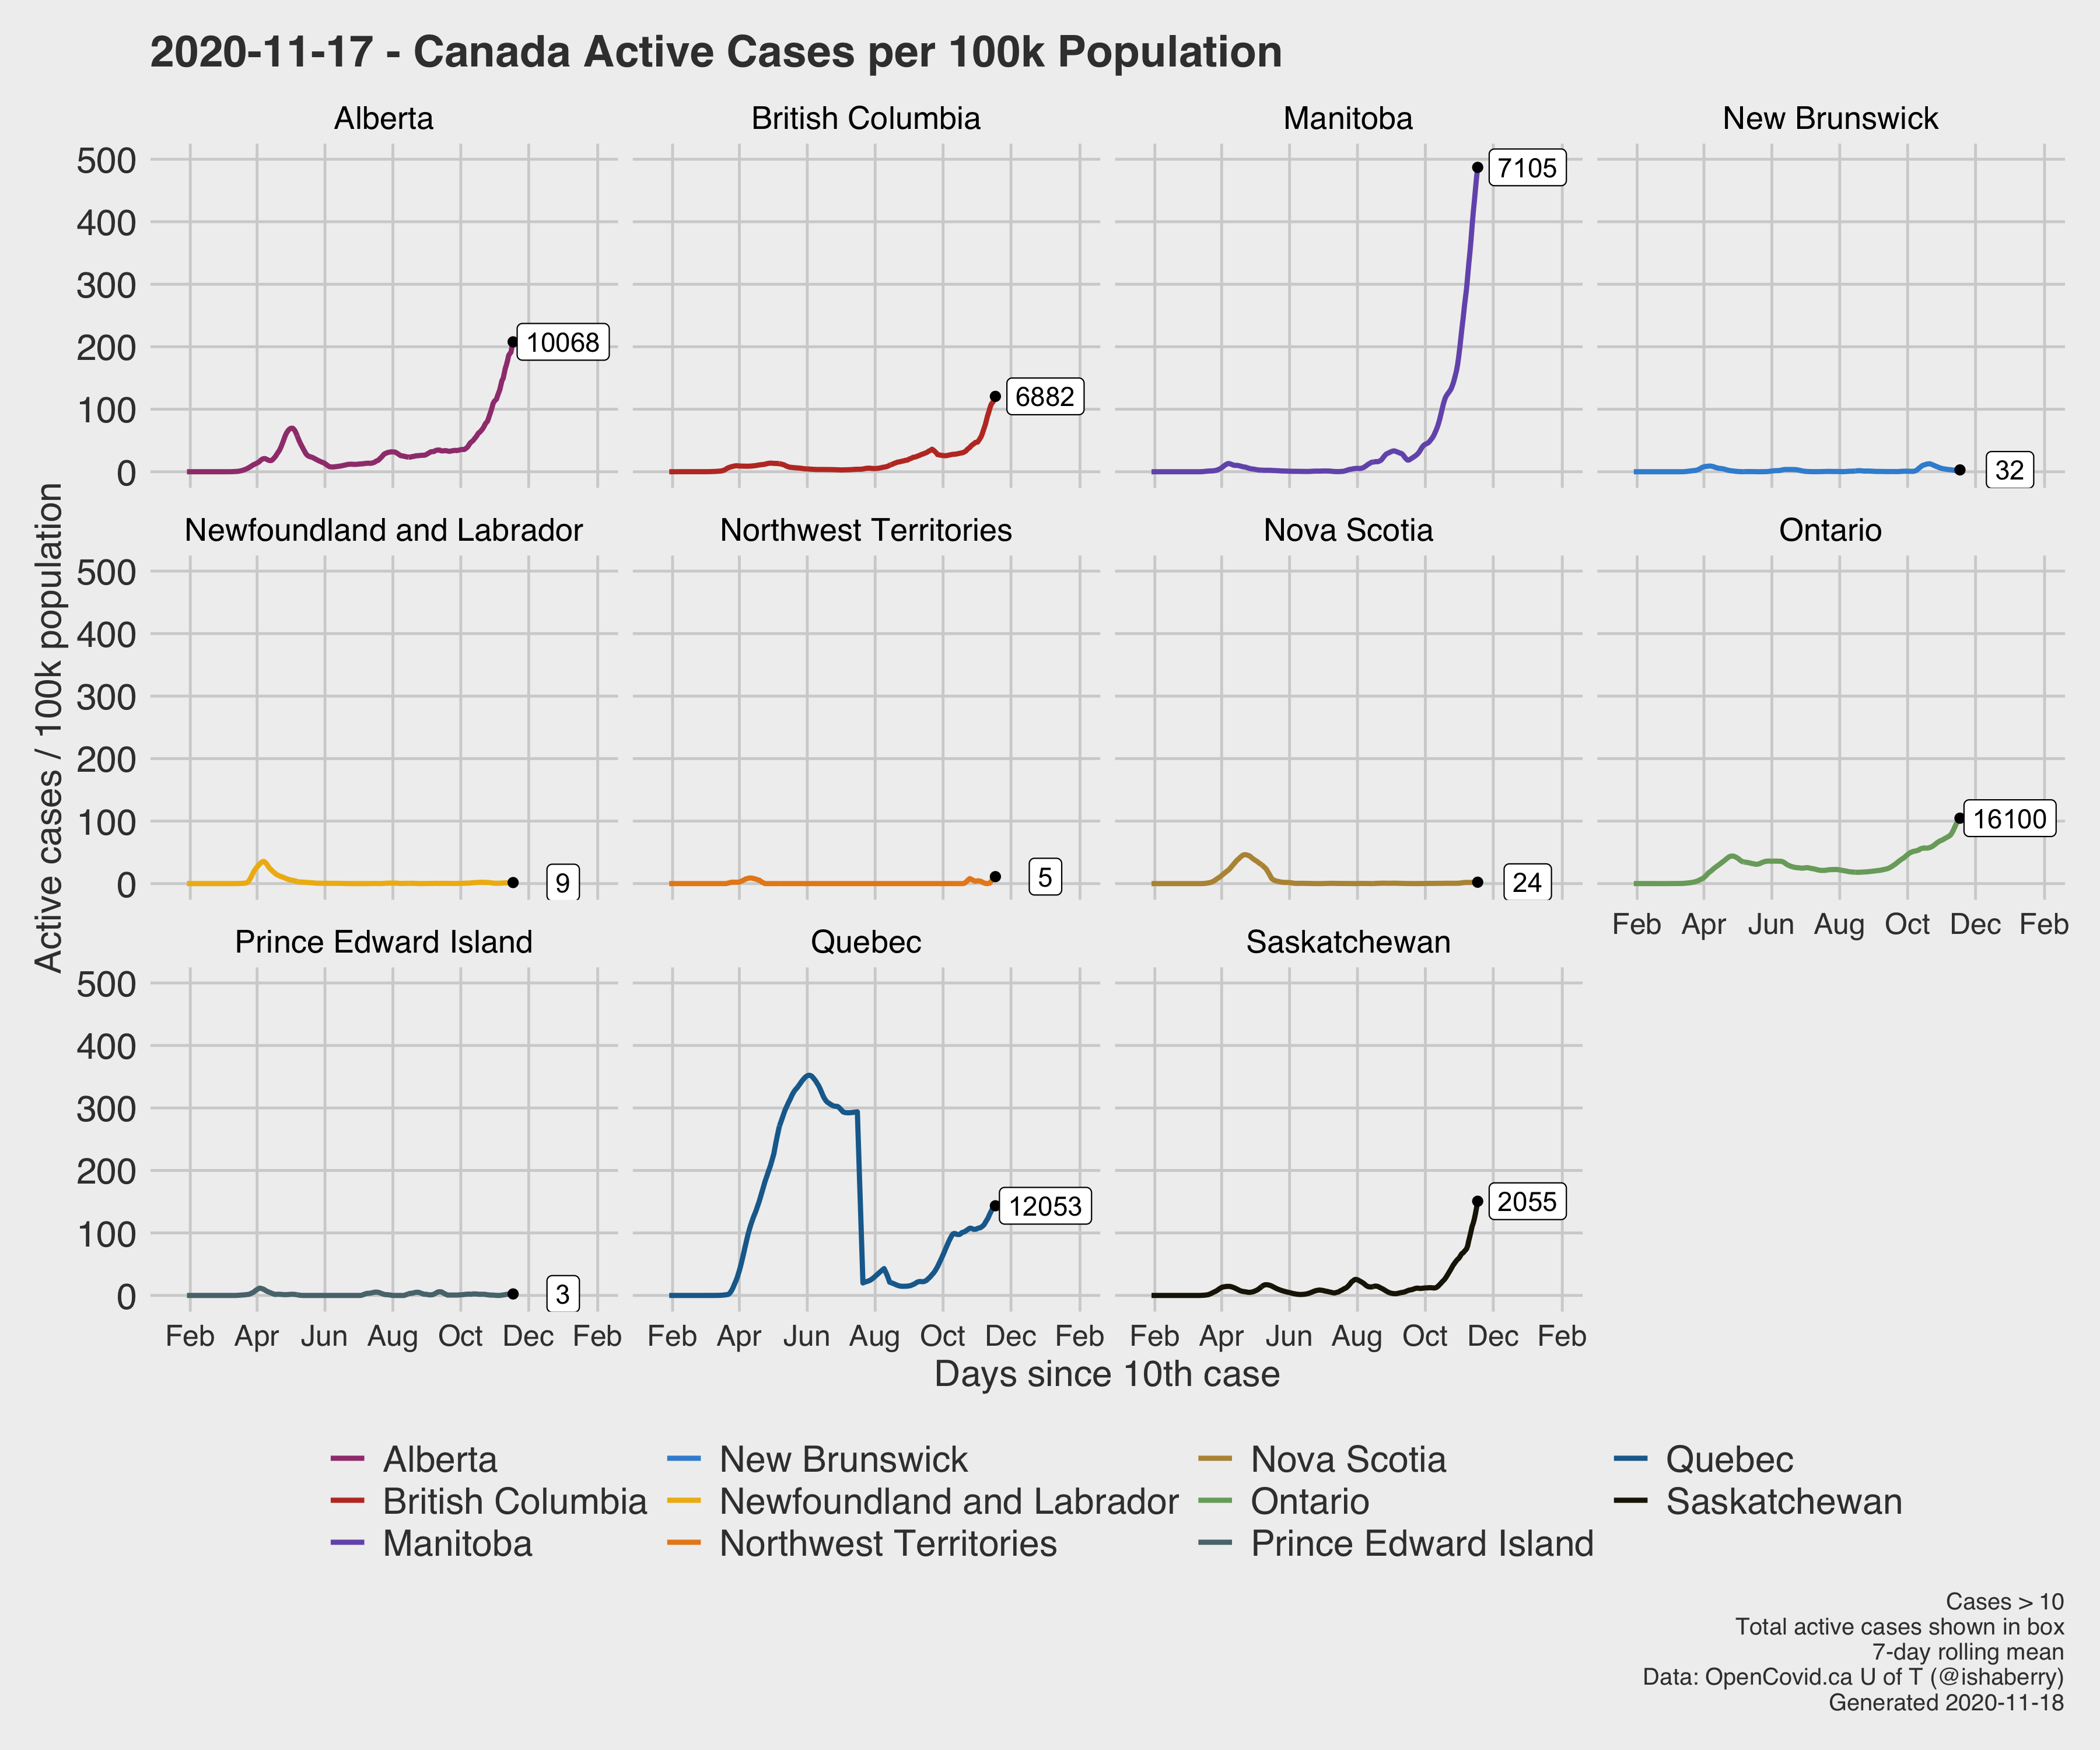 2020-11-17 - Canada Active Cases per 100k Population
Alberta
British Columbia
Manitoba
New Brunswick
500
400
300
200
100
0
10068
6882
7105
32
Active cases / 100k population
Newfoundland and Labrador
Northwest Territories
Nova Scotia
Ontario
500
400
300
200
100
0
9
5
24
16100
Feb Apr Jun Aug Oct Dec Feb
Prince Edward Island
Quebec
Saskatchewan
500
400
300
200
100
0
3
12053
2055
Feb Apr Jun Aug Oct Dec Feb
Feb Apr Jun Aug Oct Dec Feb
Feb Apr Jun Aug Oct Dec Feb
Days since 10th case
Alberta
British Columbia
Manitoba
New Brunswick
Newfoundland and Labrador
Northwest Territories
Nova Scotia
Ontario
Prince Edward Island
Quebec
Saskatchewan
Cases > 10
Total active cases shown in box
7-day rolling mean
Data: OpenCovid.ca U of T (@ishaberry)
Generated 2020-11-18